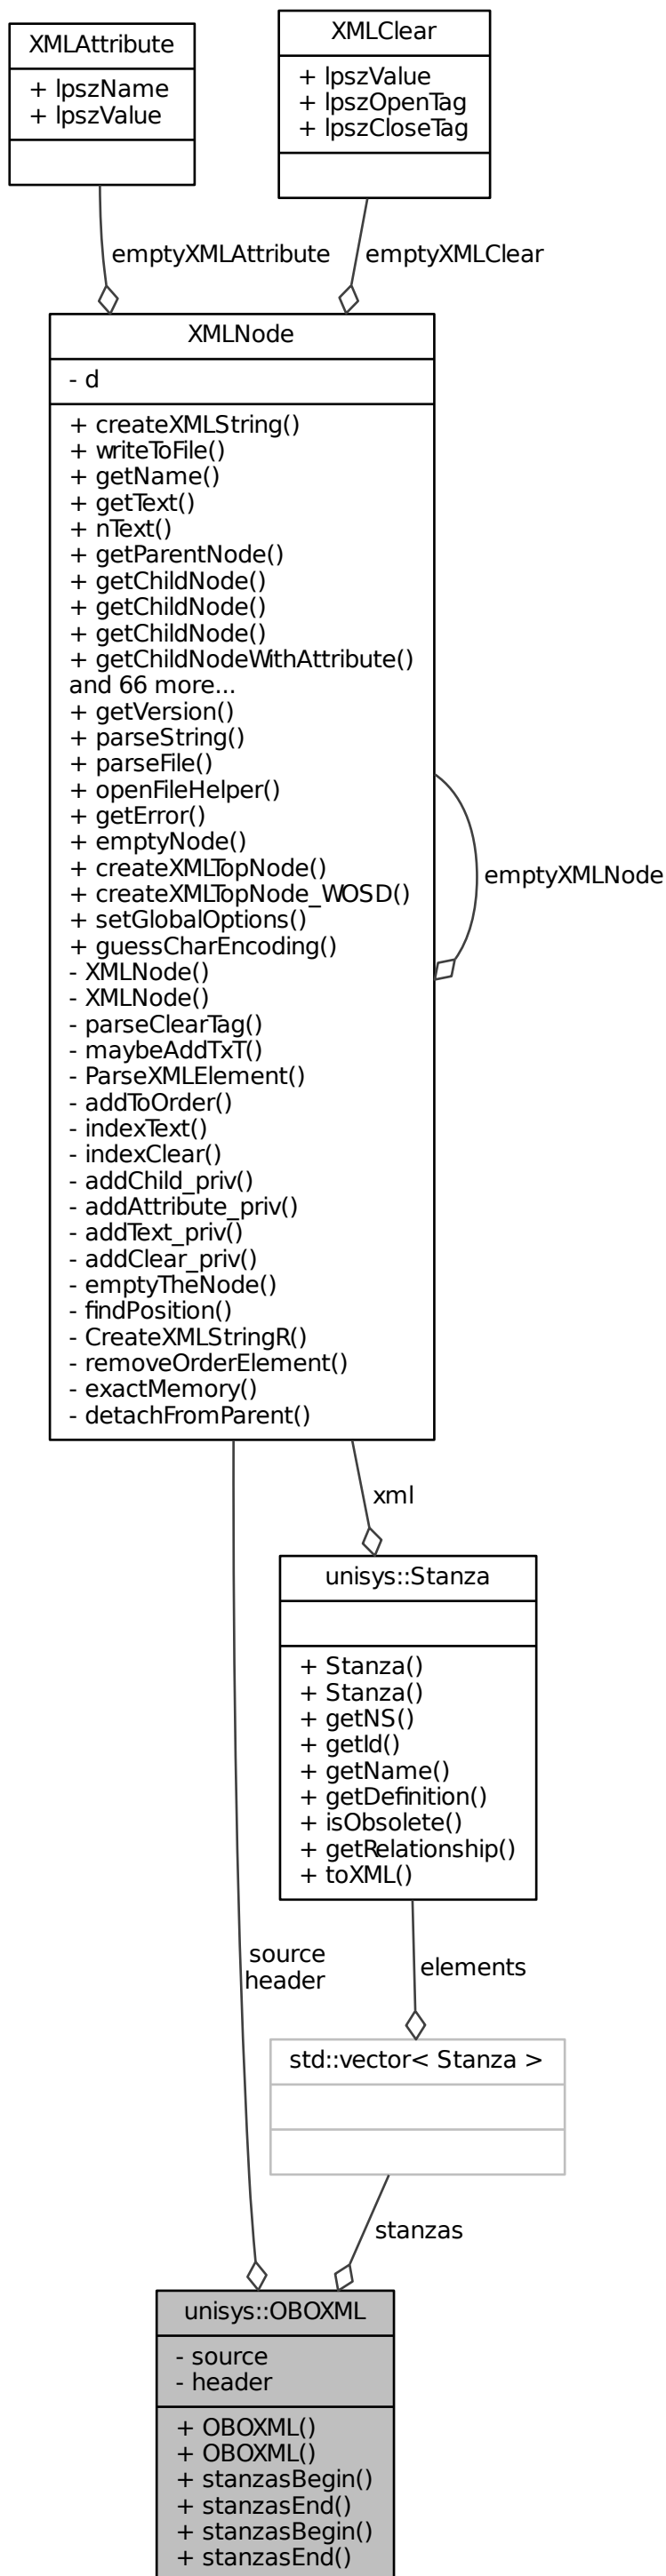 XMLAttribute
+ lpszName
+ lpszValue
XMLClear
+ lpszValue
+ lpszOpenTag
+ lpszCloseTag
emptyXMLAttribute
emptyXMLClear
XMLNode
- d
+ createXMLString()
+ writeToFile()
+ getName()
+ getText()
+ nText()
+ getParentNode()
+ getChildNode()
+ getChildNode()
+ getChildNode()
+ getChildNodeWithAttribute()
and 66 more...
+ getVersion()
+ parseString()
+ parseFile()
+ openFileHelper()
+ getError()
+ emptyNode()
+ createXMLTopNode()
+ createXMLTopNode_WOSD()
+ setGlobalOptions()
+ guessCharEncoding()
- XMLNode()
- XMLNode()
- parseClearTag()
- maybeAddTxT()
- ParseXMLElement()
- addToOrder()
- indexText()
- indexClear()
- addChild_priv()
- addAttribute_priv()
- addText_priv()
- addClear_priv()
- emptyTheNode()
- findPosition()
- CreateXMLStringR()
- removeOrderElement()
- exactMemory()
- detachFromParent()
emptyXMLNode
xml
unisys::Stanza
+ Stanza()
+ Stanza()
+ getNS()
+ getId()
+ getName()
+ getDefinition()
+ isObsolete()
+ getRelationship()
+ toXML()
source
header
elements
std::vector< Stanza >
stanzas
unisys::OBOXML
- source
- header
+ OBOXML()
+ OBOXML()
+ stanzasBegin()
+ stanzasEnd()
+ stanzasBegin()
+ stanzasEnd()